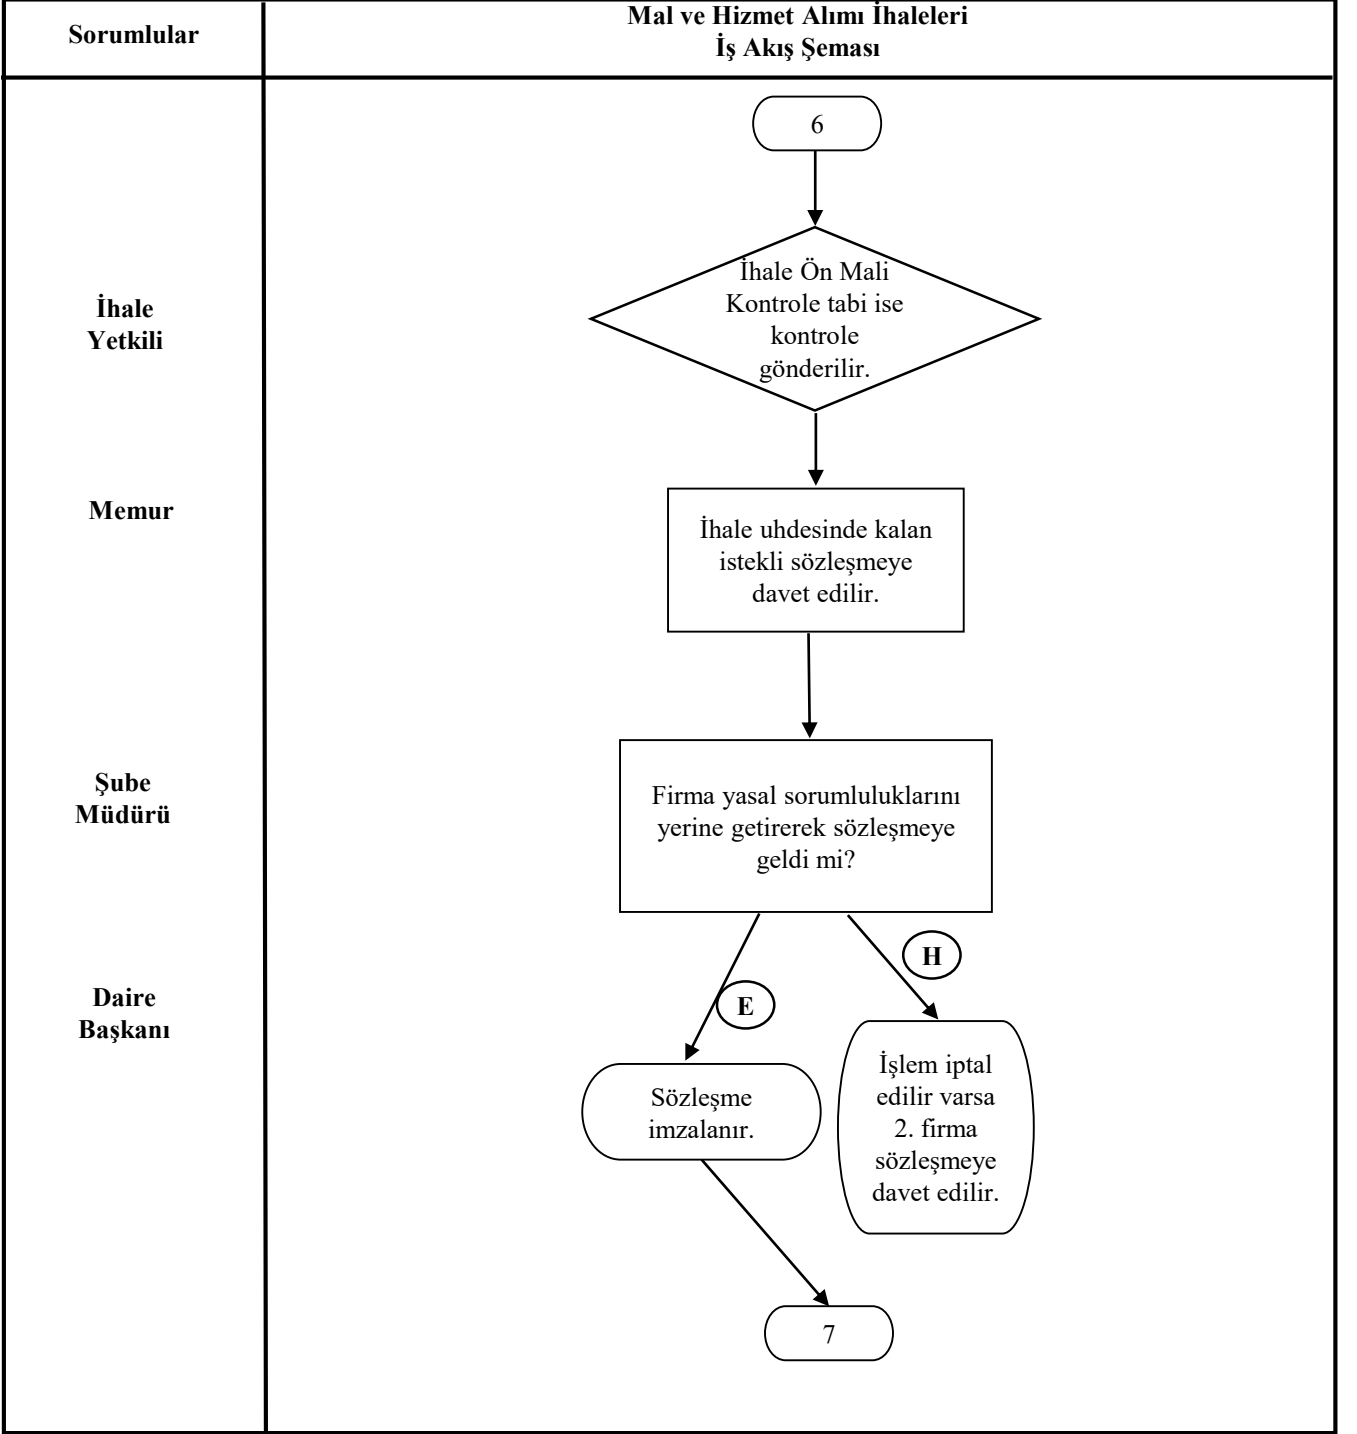 Sorumlular
Mal ve Hizmet Alımı İhaleleri
İş Akış Şeması
6
İhale
Yetkili
İhale Ön Mali
Kontrole tabi ise
kontrole
gönderilir.
Memur
İhale uhdesinde kalan
istekli sözleşmeye
davet edilir.
Şube
Müdürü
Firma yasal sorumluluklarını
yerine getirerek sözleşmeye
geldi mi?
H
E
Daire
Başkanı
Sözleşme
imzalanır.
İşlem iptal
edilir varsa
2. firma
sözleşmeye
davet edilir.
7